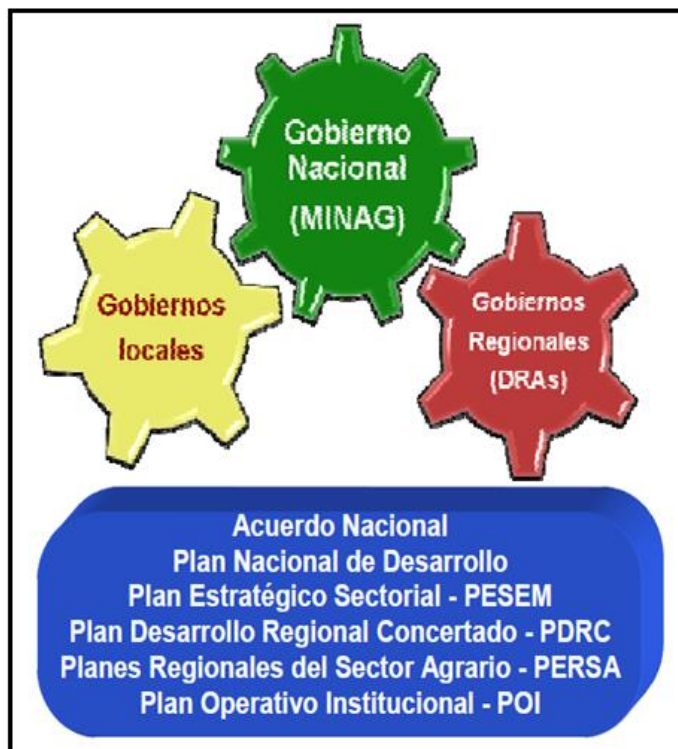 Gobierno
Nacional
(MINAG)
Gobiernos
locales
Gobiernos
Regionales
(DRAs)
Acuerdo Nacional
Plan Nacional de Desarrollo
Plan Estratégico Sectorial - PESEM
Plan Desarrollo Regional Concertado - PDRC
Planes Regionales del Sector Agrario - PERSA
Plan Operativo Institucional - POI